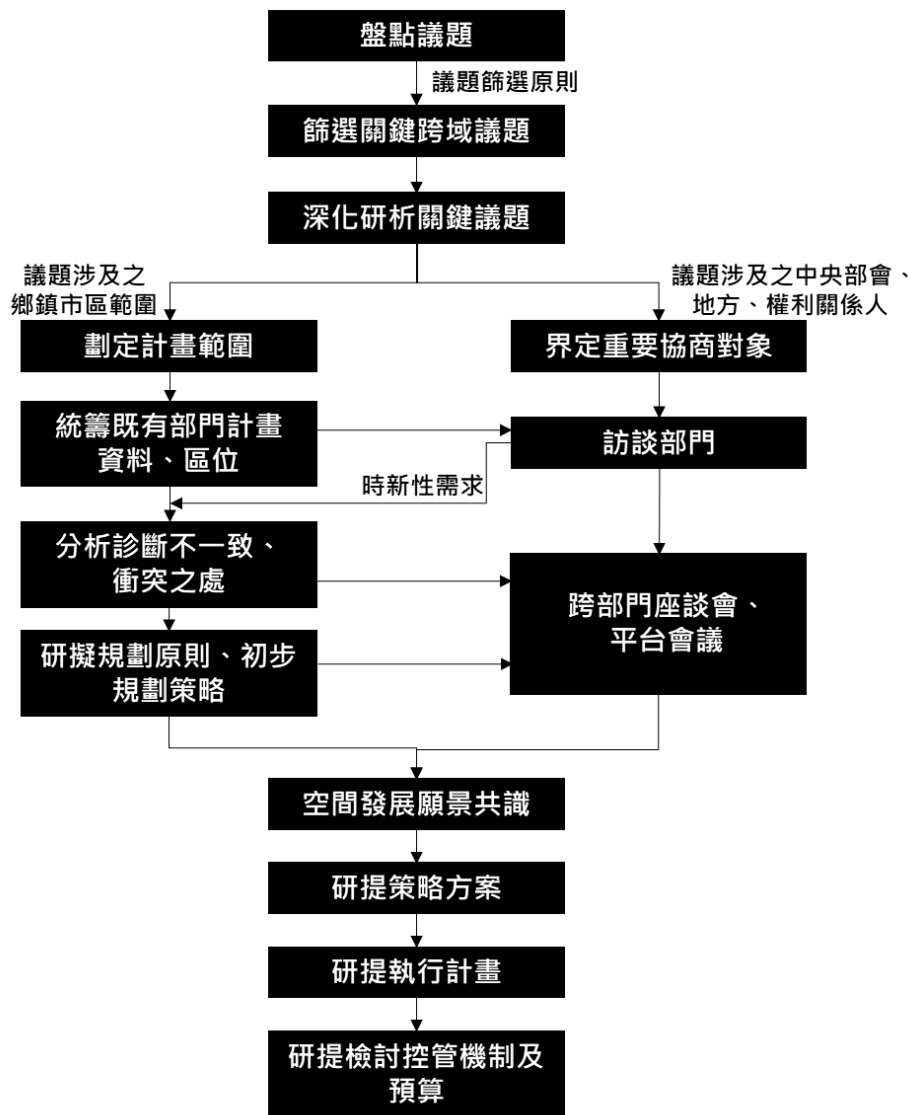 盤點議題
議題篩選原則
篩選關鍵跨域議題
深化研析關鍵議題
議題涉及之
鄉鎮市區範圍
議題涉及之中央部會、
地方、權利關係人
劃定計畫範圍
界定重要協商對象
統籌既有部門計畫
資料、區位
訪談部門
時新性需求
分析診斷不一致、
衝突之處
跨部門座談會、
平台會議
研擬規劃原則、初步
規劃策略
空間發展願景共識
研提策略方案
研提執行計畫
研提檢討控管機制及
預算